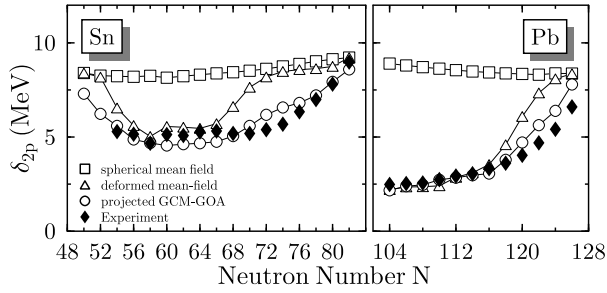 Sn
Pb
10
5
0
δ2p (MeV)
spherical mean field
deformed mean-field
projected GCM-GOA
Experiment
48 52 56 60 64 68 72 76 80 84
104 112 120 128
Neutron Number N